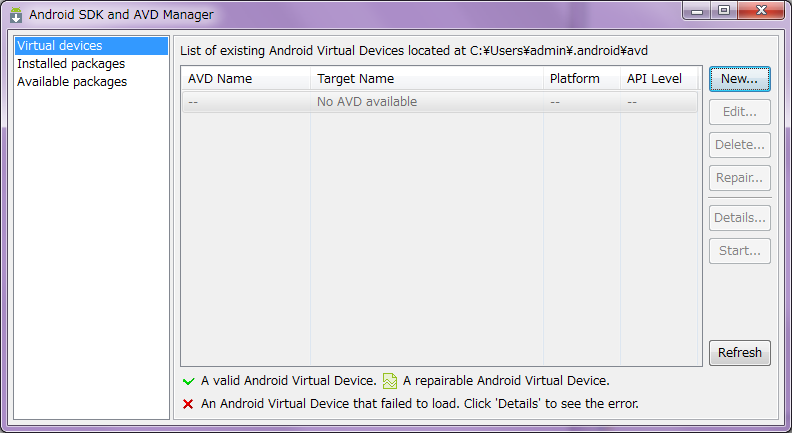 Android SDK and AVD Manager
Virtual devices
Installed packages
Available packages
List of existing Android Virtual Devices located at C:¥Users¥admin¥.android¥avd
AVD Name Target Name Platform API Level
-- No AVD available -- --
New...
Edit...
Delete...
Repair...
Details...
Start...
Refresh
A valid Android Virtual Device. A repairable Android Virtual Device.
An Android Virtual Device that failed to load. Click 'Details' to see the error.